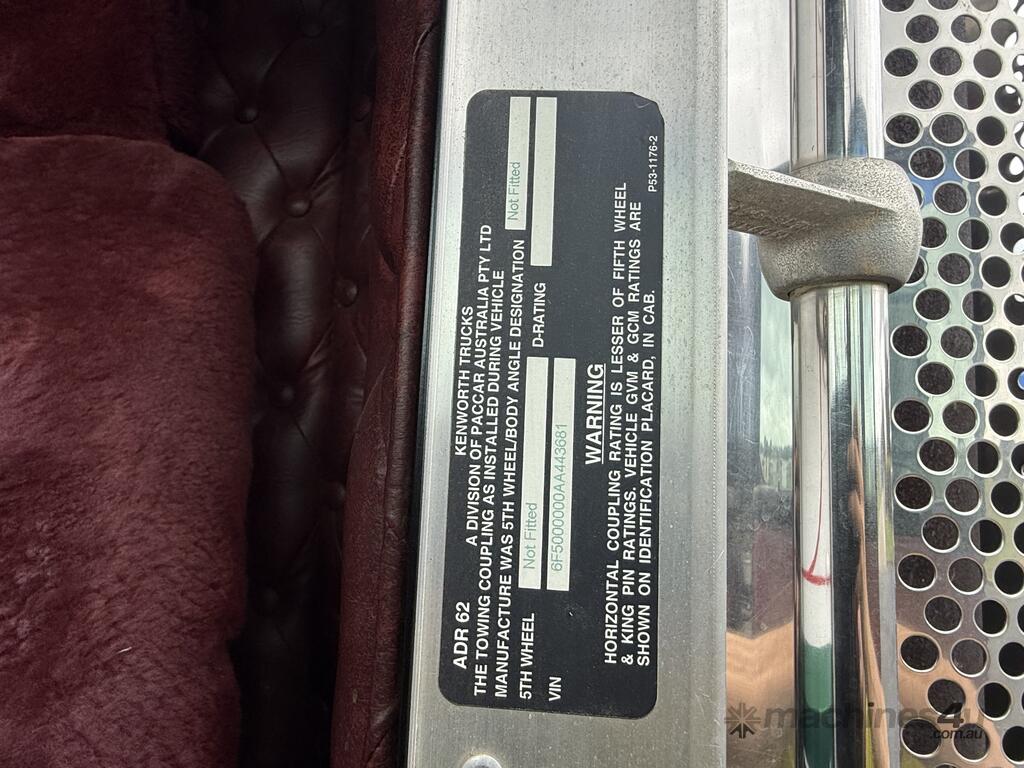 KENWORTH TRUCKS
A DIVISION OF PACCAR AUSTRALIA PTY LTD
ADR 62
THE TOWING COUPLING AS INSTALLED DURING VEHICLE
MANUFACTURE WAS 5TH WHEEL/BODY ANGLE DESIGNATION Not Fitted
5TH WHEEL Not Fitted D-RATING
VIN 6F5000000AA443681
WARNING
HORIZONTAL COUPLING RATING IS LESSER OF FIFTH WHEEL
& KING PIN RATINGS. VEHICLE GVM & GCM RATINGS ARE
SHOWN ON IDENTIFICATION PLACARD, IN CAB.
P53-1176-2
machines4u
.com.au